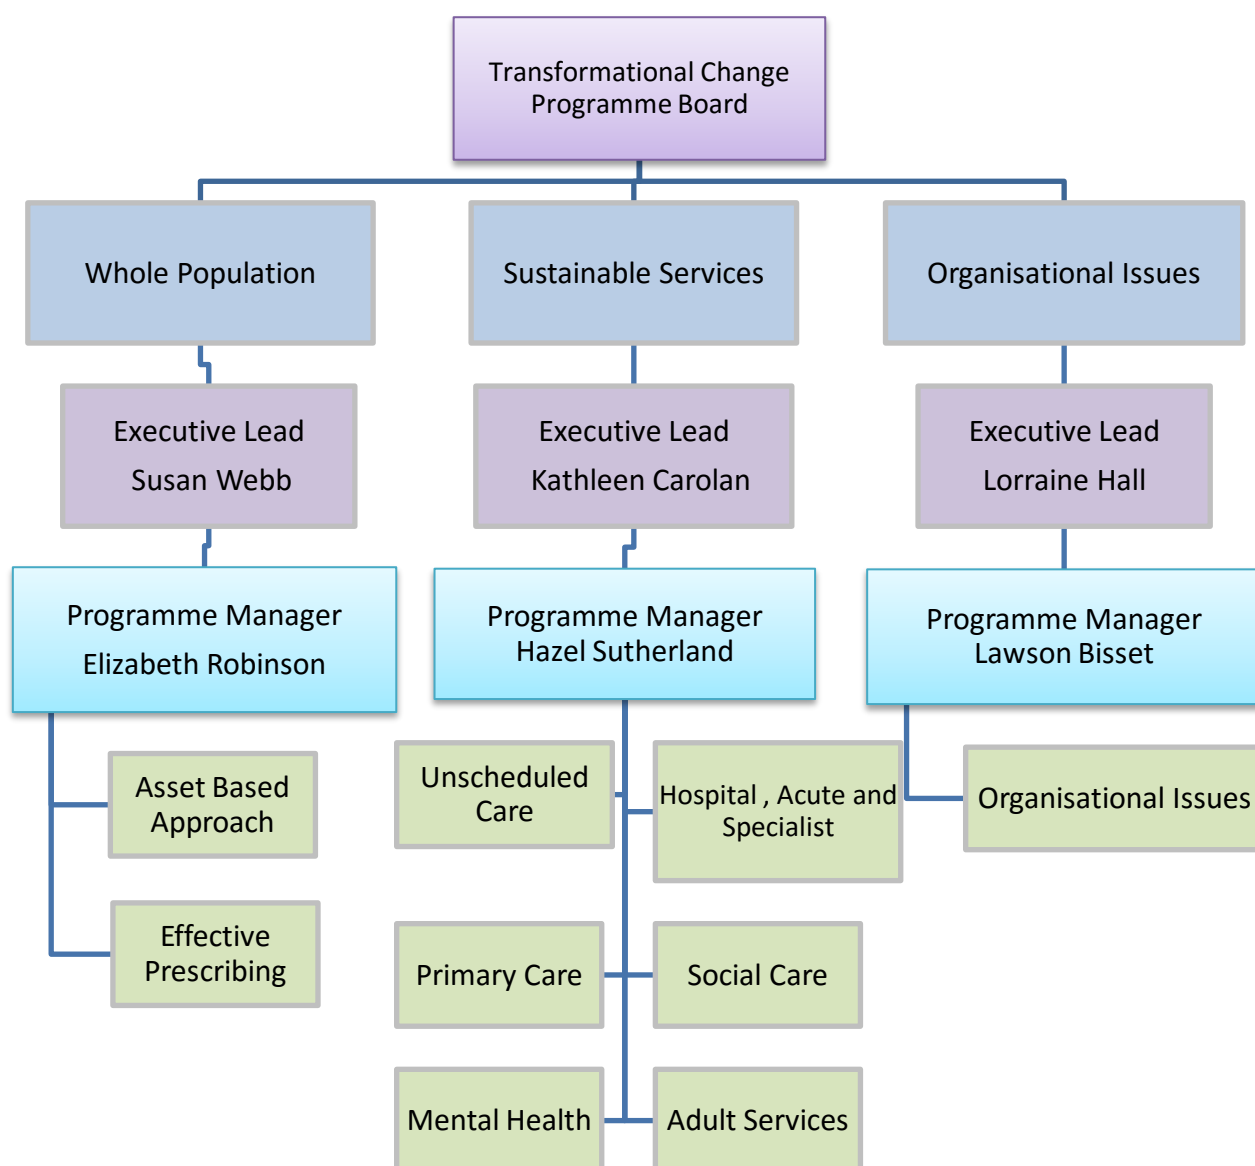 Transformational Change
Programme Board
Whole Population
Sustainable Services
Organisational Issues
Executive Lead
Susan Webb
Executive Lead
Kathleen Carolan
Executive Lead
Lorraine Hall
Programme Manager
Elizabeth Robinson
Programme Manager
Hazel Sutherland
Programme Manager
Lawson Bisset
Asset Based
Approach
Effective
Prescribing
Unscheduled
Care
Hospital , Acute and
Specialist
Primary Care
Social Care
Mental Health
Adult Services
Organisational Issues